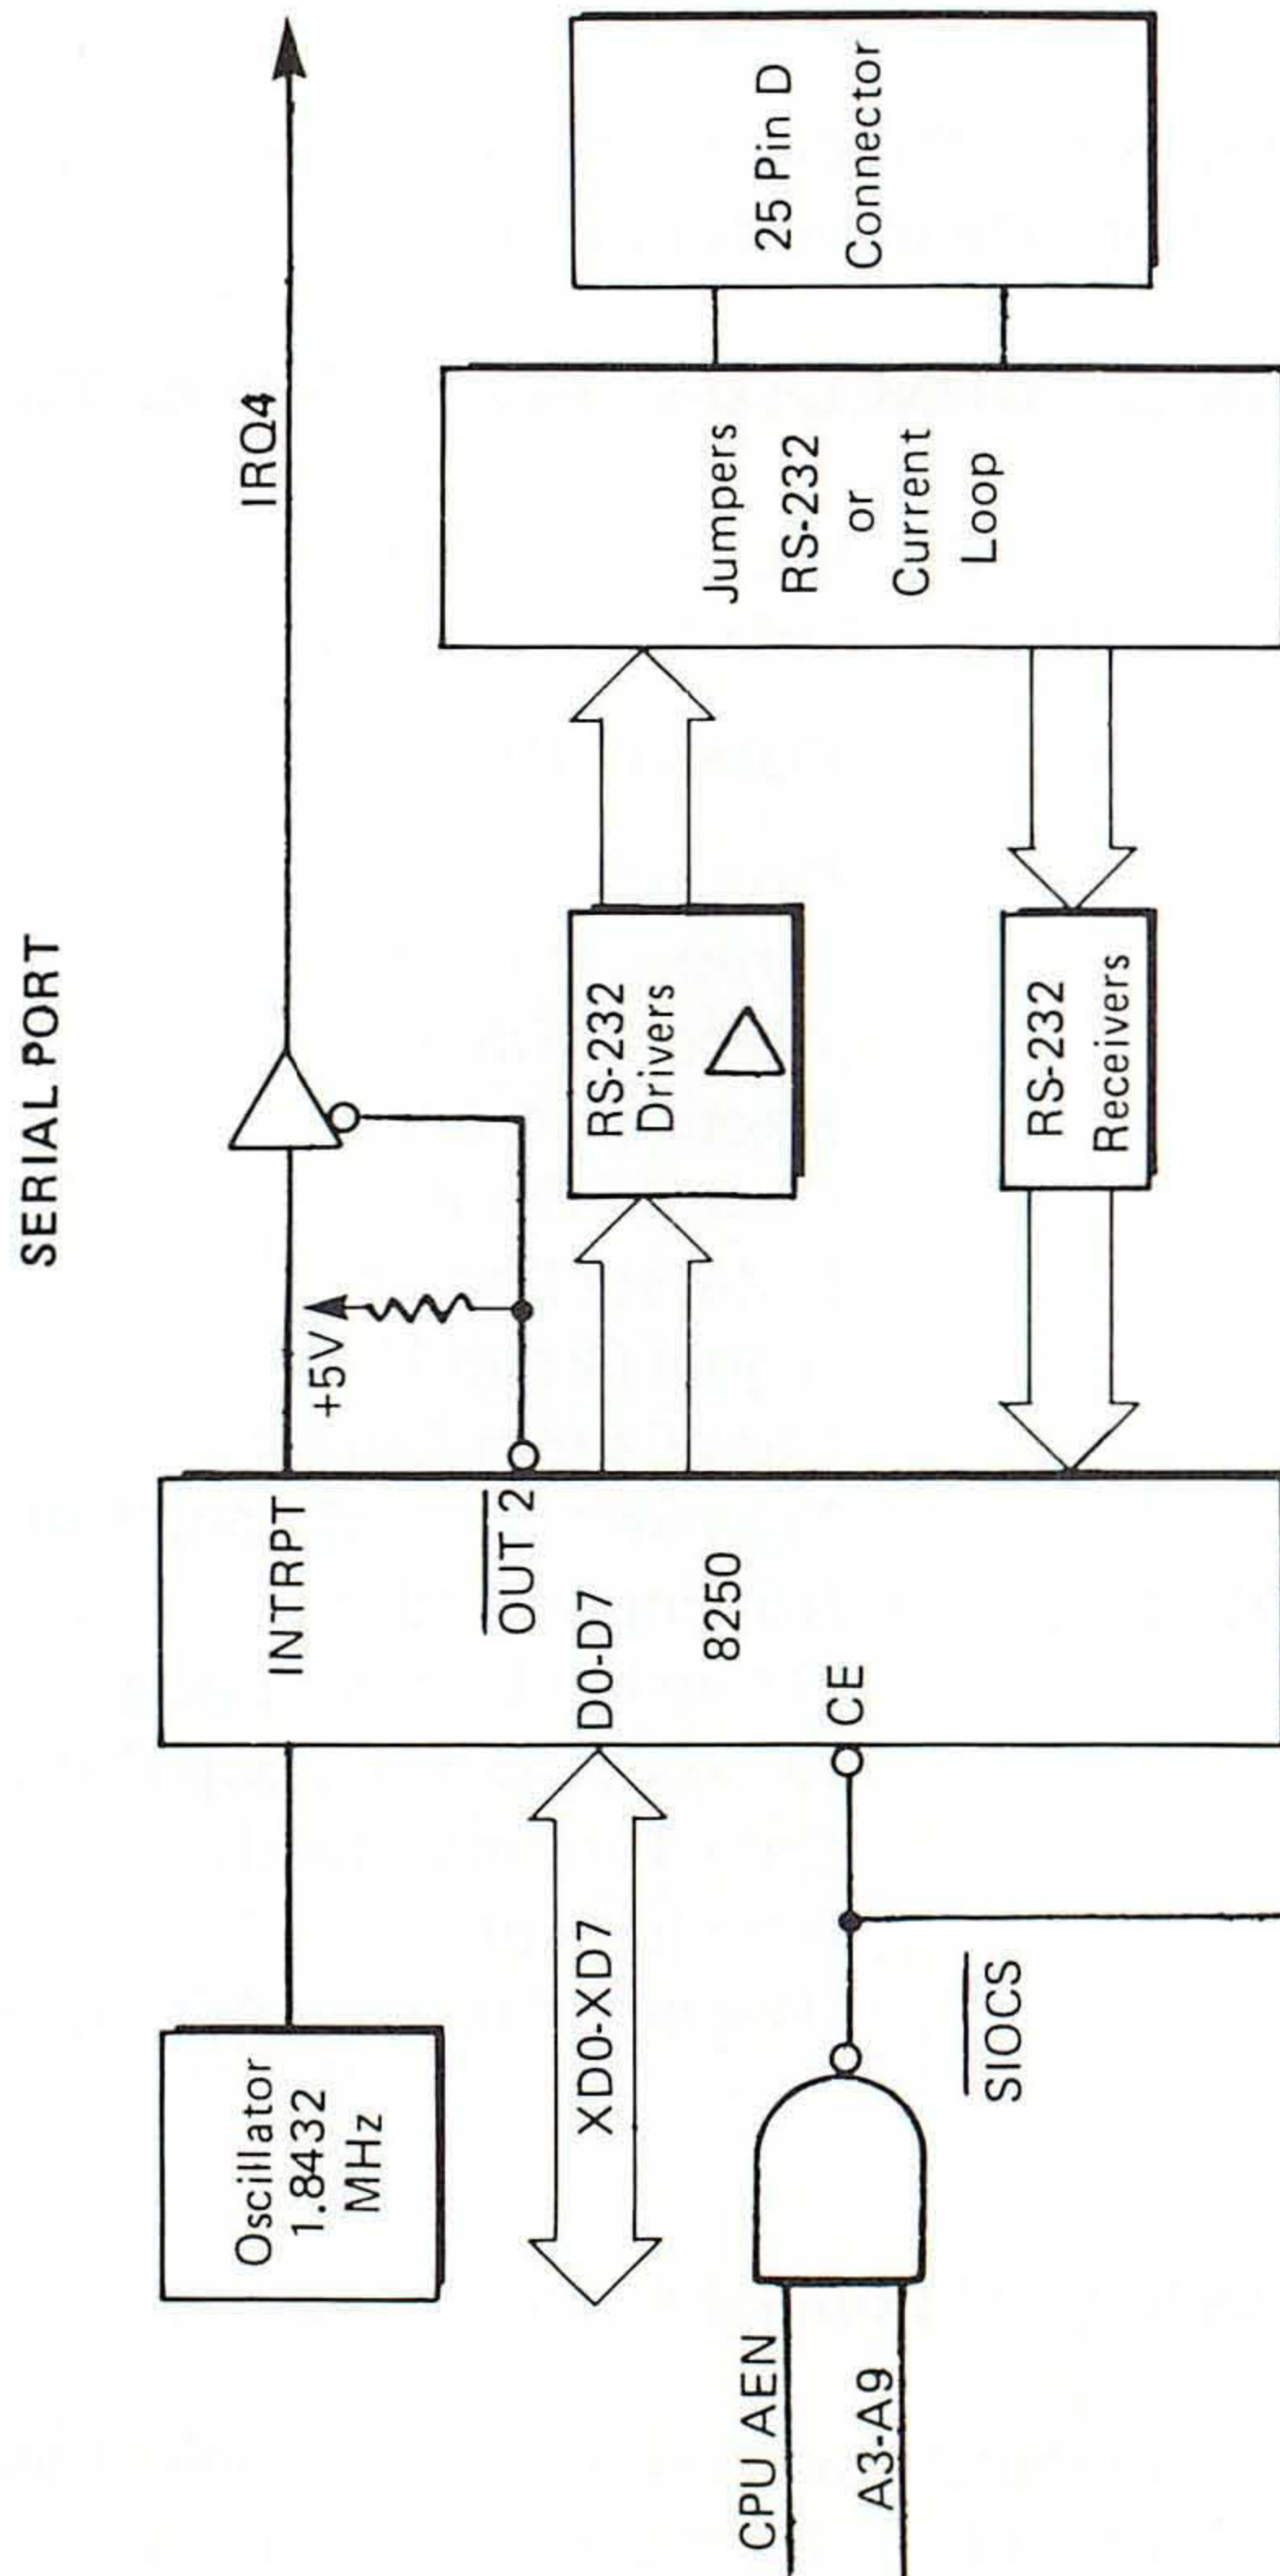 SERIAL PORT
IRQ4
+5V
INTRPT
OUT 2
D0-D7
8250
CE
Oscillator
1.8432
MHz
XD0-XD7
CPU AEN
A3-A9
SIOCS
RS-232
Drivers
RS-232
Receivers
Jumpers
RS-232
or
Current
Loop
25 Pin D
Connector